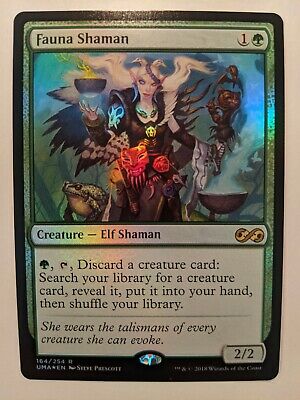 Fauna Shaman 1
Creature — Elf Shaman
, , Discard a creature card:
Search your library for a creature
card, reveal it, put it into your hand,
then shuffle your library.
She wears the talismans of every
creature she can evoke.
2/2
164/254 R
UMA★EN Steve Prescott
™ & © 2018 Wizards of the Coast